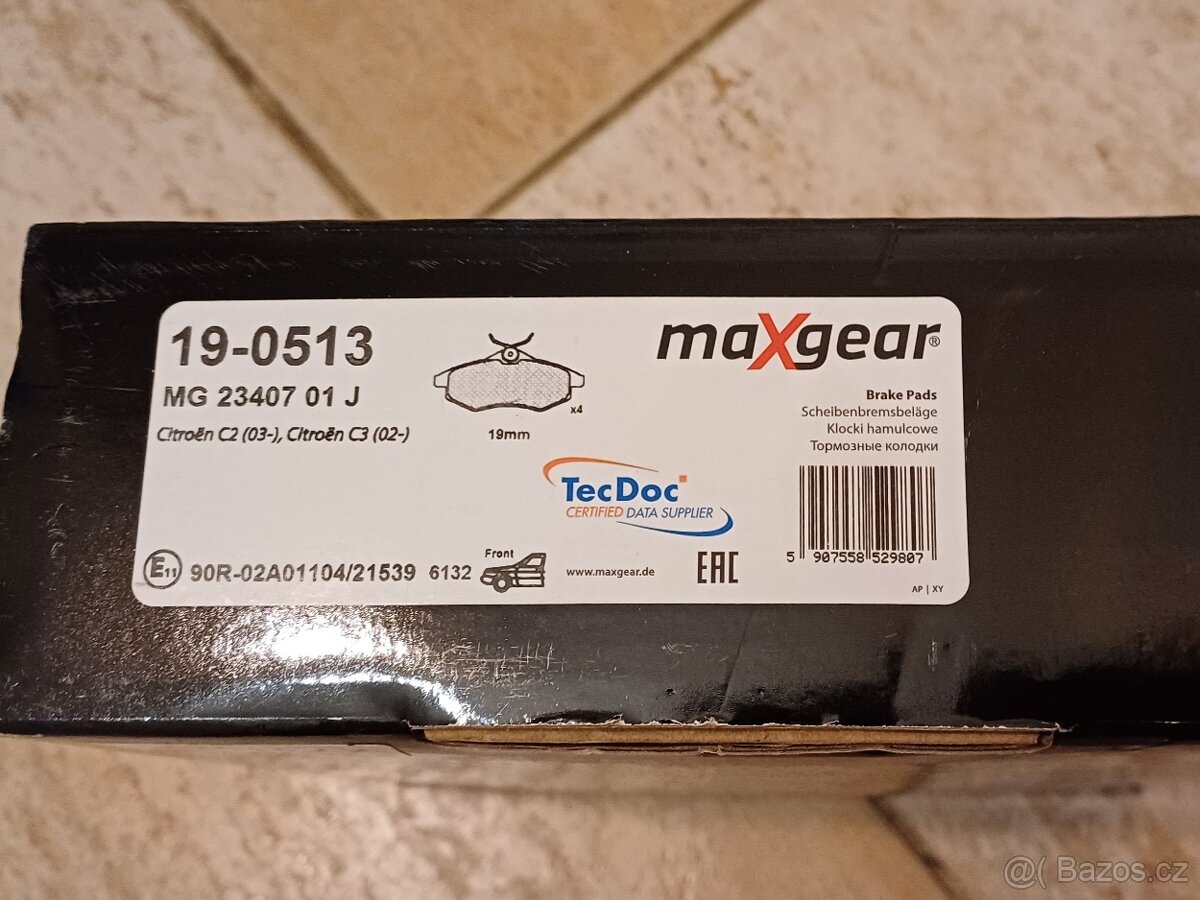 19-0513
MG 23407 01 J
Citroën C2 (03-), Citroën C3 (02-)
x4
19mm
maXgear®
Brake Pads
Scheibenbremsbeläge
Klocki hamulcowe
Тормозные колодки
TecDoc
CERTIFIED DATA SUPPLIER
5 907558 529807
E11 90R-02A01104/21539 6132
Front
www.maxgear.de
EAC
AP | XY
@( Bazos.cz